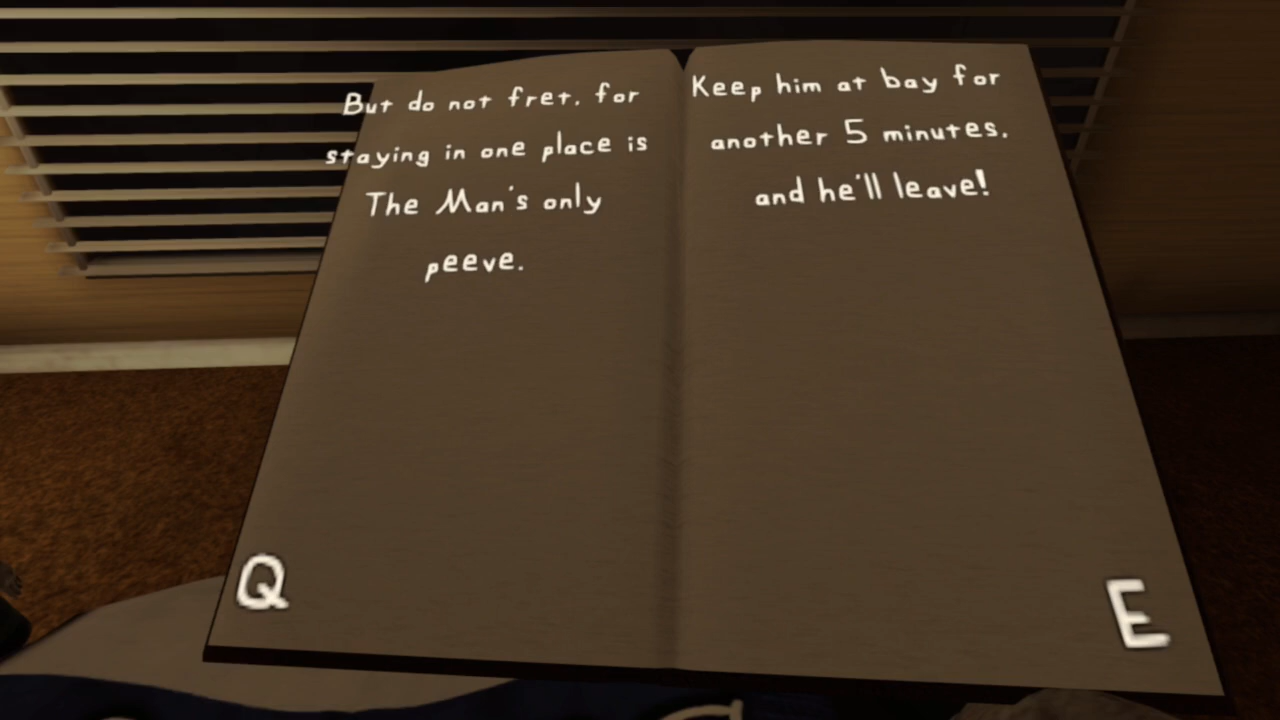 But do not fret. for
staying in one place is
The Man's only
peeve.
Keep him at bay for
another 5 minutes.
and he'll leave!
Q
E